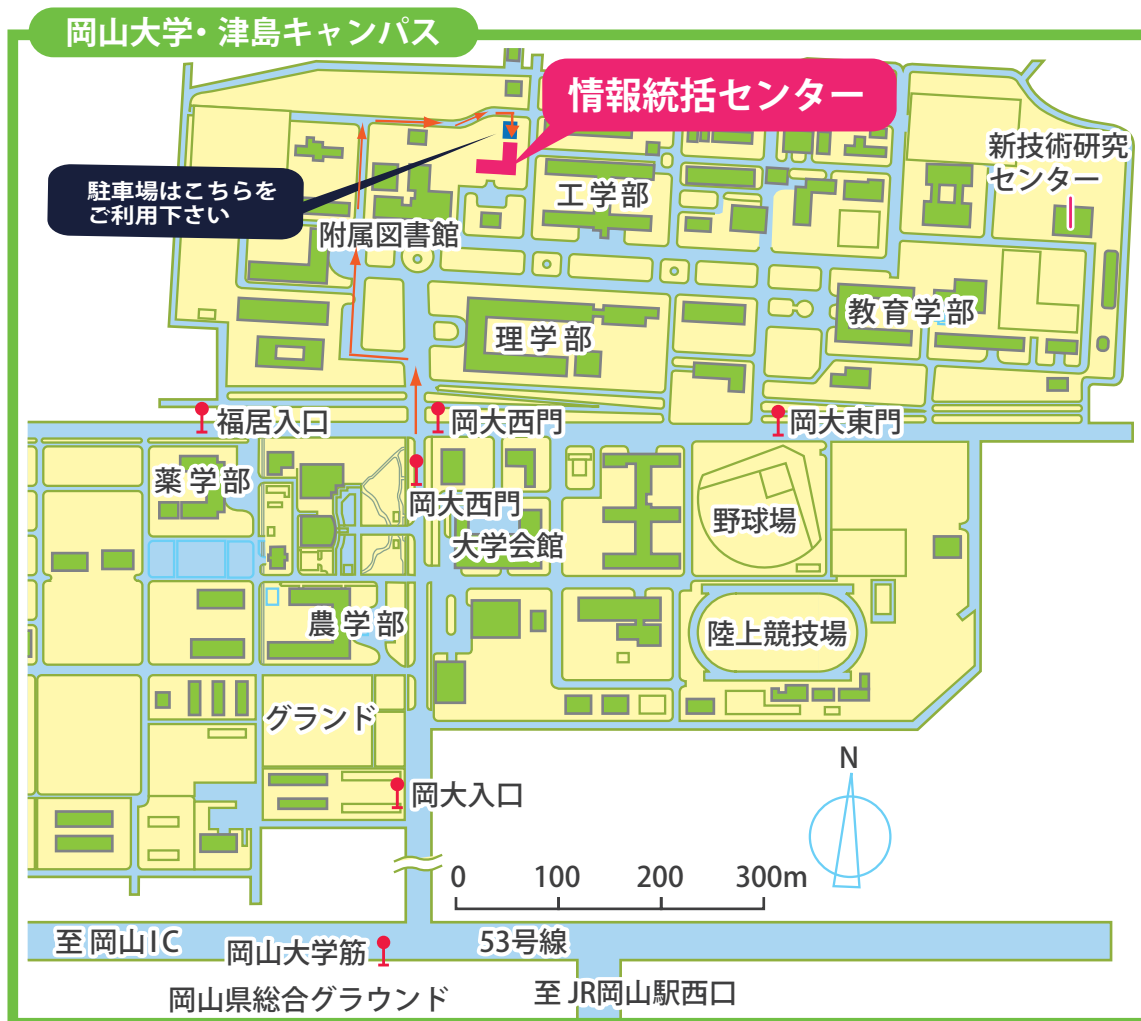 岡山大学・津島キャンパス
情報統括センター
駐車場はこちらを
ご利用下さい
新技術研究
センター
工学部
附属図書館
教育学部
理学部
福居入口
岡大西門
岡大東門
薬学部
岡大西門
野球場
大学会館
農学部
陸上競技場
グランド
N
岡大入口
0 100 200 300m
至 岡山IC
岡山大学筋
53号線
岡山県総合グラウンド
至 JR岡山駅西口